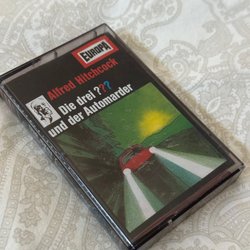 EUROPA
Alfred Hitchcock
Die drei ???
und der Automarder